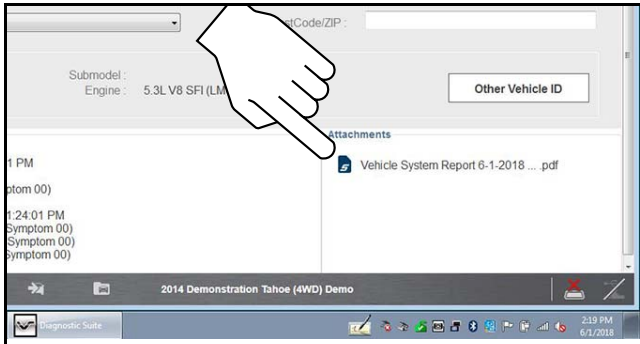 stCode/ZIP :
Submodel :
Engine : 5.3L V8 SFI (LM
Other Vehicle ID
Attachments
1 PM
Vehicle System Report 6-1-2018 ... .pdf
ptom 00)
1:24:01 PM
Symptom 00)
Symptom 00)
Symptom 00)
2014 Demonstration Tahoe (4WD) Demo
Diagnostic Suite
2:19 PM
6/1/2018